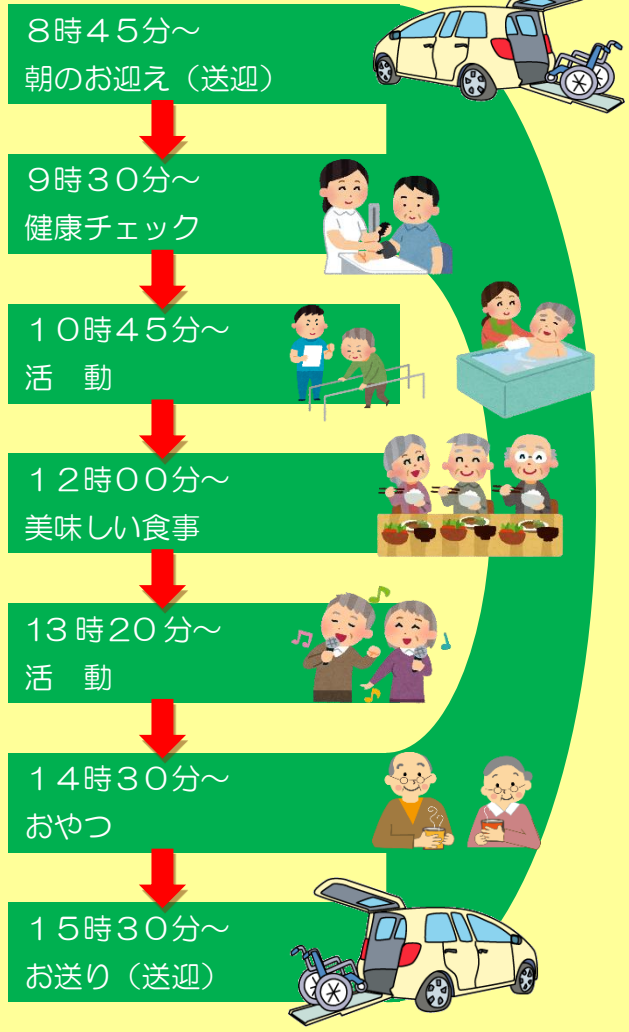 ８時４５分～
朝のお迎え（送迎）
９時３０分～
健康チェック
１０時４５分～
活　動
１２時００分～
美味しい食事
13時２０分～
活　動
１４時３０分～
おやつ
１５時３０分～
お送り（送迎）